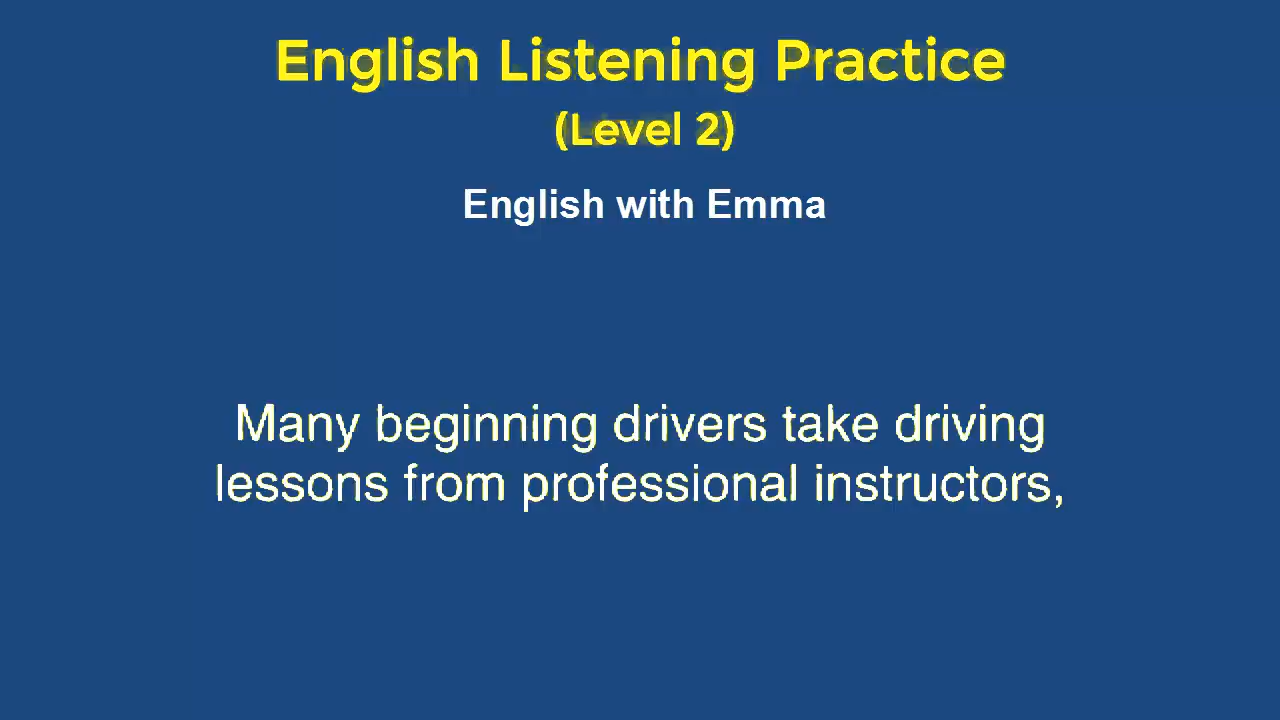 English Listening Practice
(Level 2)
English with Emma
Many beginning drivers take driving
lessons from professional instructors,